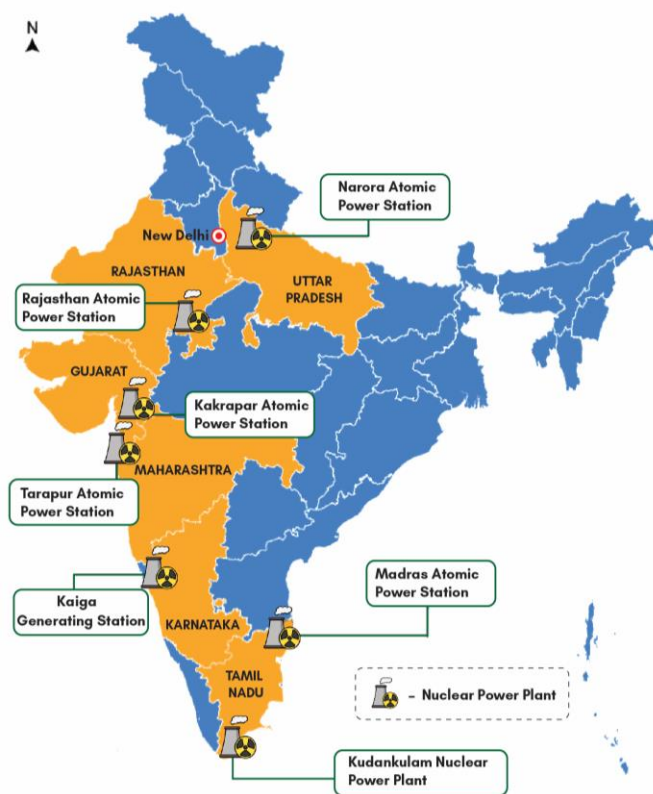 N
Narora Atomic
Power Station
New Delhi
RAJASTHAN
UTTAR
PRADESH
Rajasthan Atomic
Power Station
GUJARAT
Kakrapar Atomic
Power Station
MAHARASHTRA
Tarapur Atomic
Power Station
Kaiga
Generating Station
Madras Atomic
Power Station
KARNATAKA
TAMIL
NADU
- Nuclear Power Plant
Kudankulam Nuclear
Power Plant